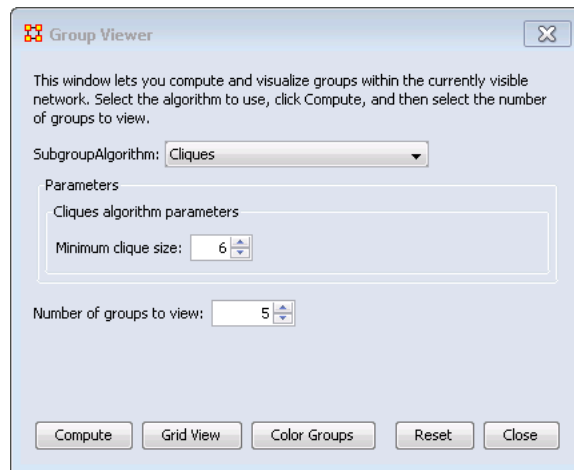 Group Viewer
This window lets you compute and visualize groups within the currently visible
network. Select the algorithm to use, click Compute, and then select the number
of groups to view.
SubgroupAlgorithm: Cliques
Parameters
Cliques algorithm parameters
Minimum clique size: 6
Number of groups to view: 5
Compute Grid View Color Groups Reset Close